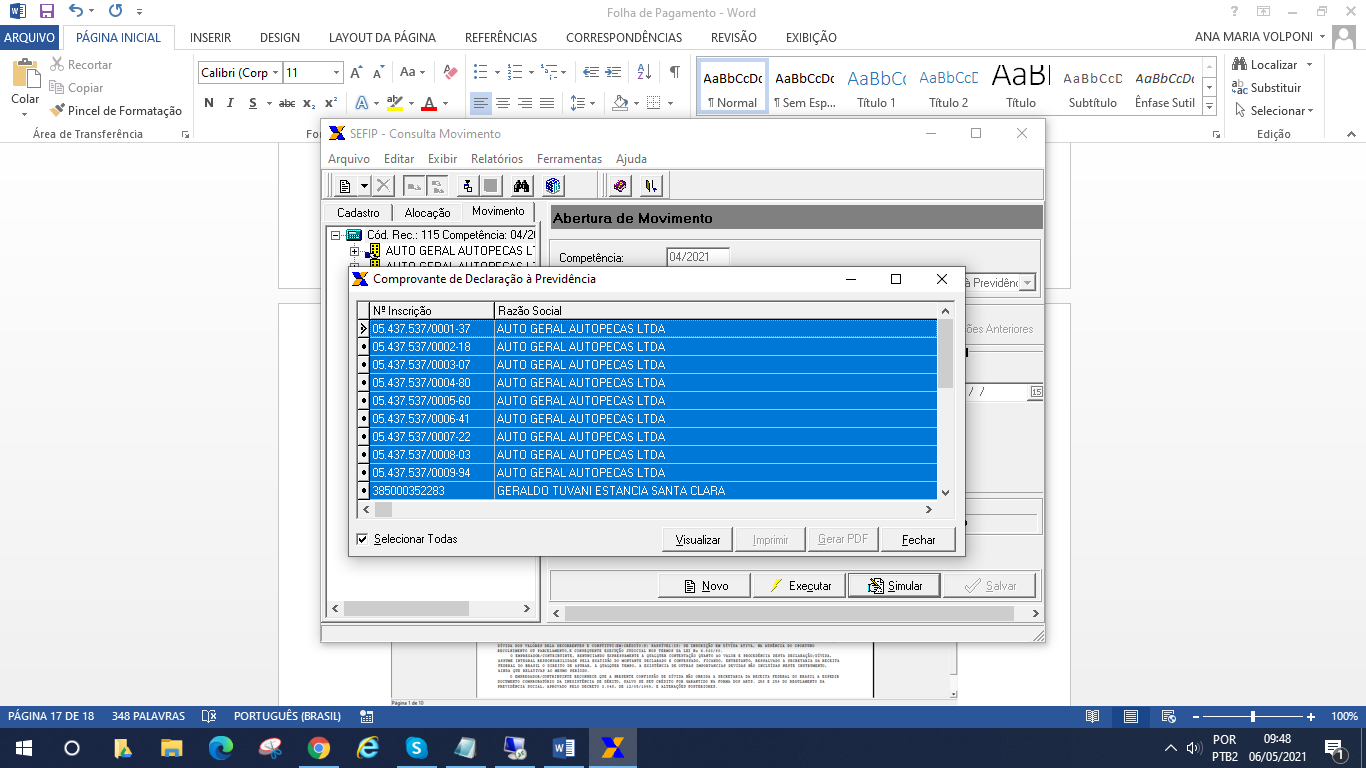 Folha de Pagamento - Word
ARQUIVO
PÁGINA INICIAL
INSERIR
DESIGN
LAYOUT DA PÁGINA
REFERÊNCIAS
CORRESPONDÊNCIAS
REVISÃO
EXIBIÇÃO
ANA MARIA VOLPONI
Colar
Recortar
Copiar
Pincel de Formatação
Área de Transferência
Calibri (Corp
11
N I S abc x₂ x²
AaBbCcDc
¶ Normal
AaBbCcDc
¶ Sem Esp...
AaBbCc
Título 1
AaBbCcD
Título 2
AaBl
Título
AaBbCcD
Subtítulo
AaBbCcDc
Ênfase Sutil
Localizar
Substituir
Selecionar
Edição
SEFIP - Consulta Movimento
Arquivo Editar Exibir Relatórios Ferramentas Ajuda
Cadastro Alocação Movimento
Cód. Rec.: 115 Competência: 04/20
AUTO GERAL AUTOPECAS LT
AUTO GERAL AUTOPECAS LT
Abertura de Movimento
Competência: 04/2021
à Previdênc
ões Anteriores
/ /
15
Comprovante de Declaração à Previdência
Nº Inscrição Razão Social
05.437.537/0001-37 AUTO GERAL AUTOPECAS LTDA
05.437.537/0002-18 AUTO GERAL AUTOPECAS LTDA
05.437.537/0003-07 AUTO GERAL AUTOPECAS LTDA
05.437.537/0004-80 AUTO GERAL AUTOPECAS LTDA
05.437.537/0005-60 AUTO GERAL AUTOPECAS LTDA
05.437.537/0006-41 AUTO GERAL AUTOPECAS LTDA
05.437.537/0007-22 AUTO GERAL AUTOPECAS LTDA
05.437.537/0008-03 AUTO GERAL AUTOPECAS LTDA
05.437.537/0009-94 AUTO GERAL AUTOPECAS LTDA
385000352283 GERALDO TUVANI ESTANCIA SANTA CLARA
Selecionar Todas
Visualizar Imprimir Gerar PDF Fechar
Novo Executar Simular Salvar
Página 1 de 10
PÁGINA 17 DE 18
348 PALAVRAS
PORTUGUÊS (BRASIL)
100%
POR
PTB2
09:48
06/05/2021
1